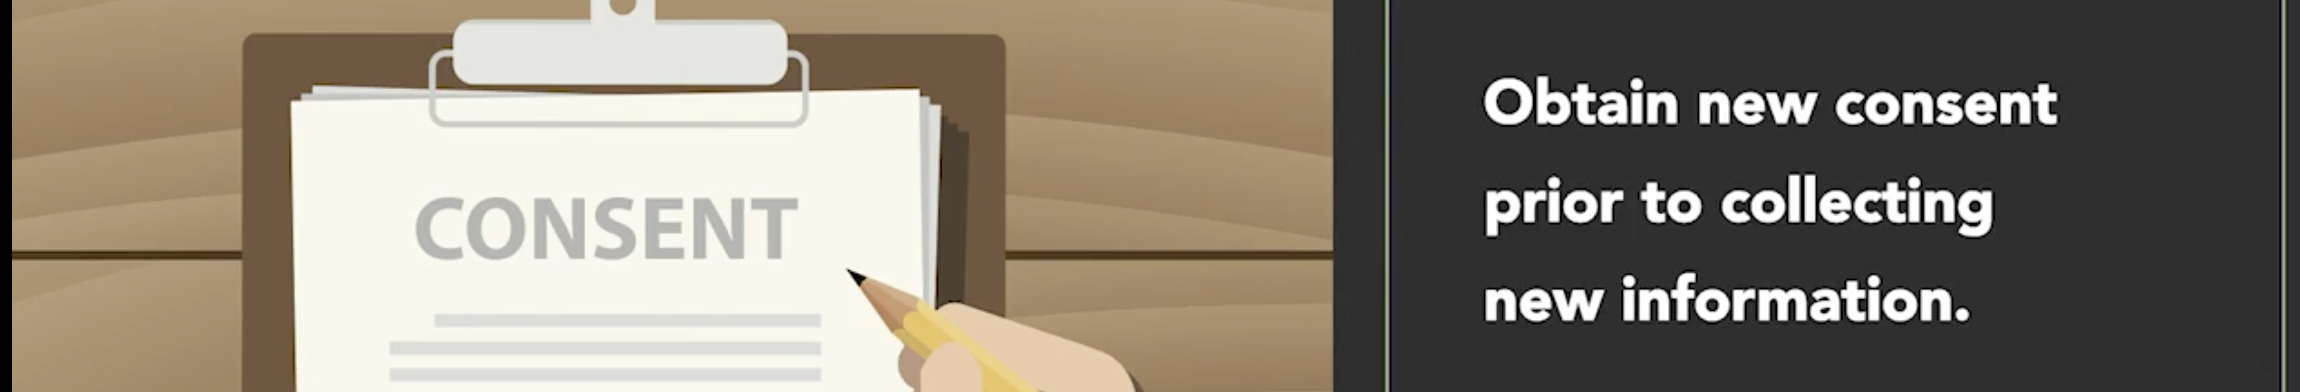 CONSENT
Obtain new consent
prior to collecting
new information.